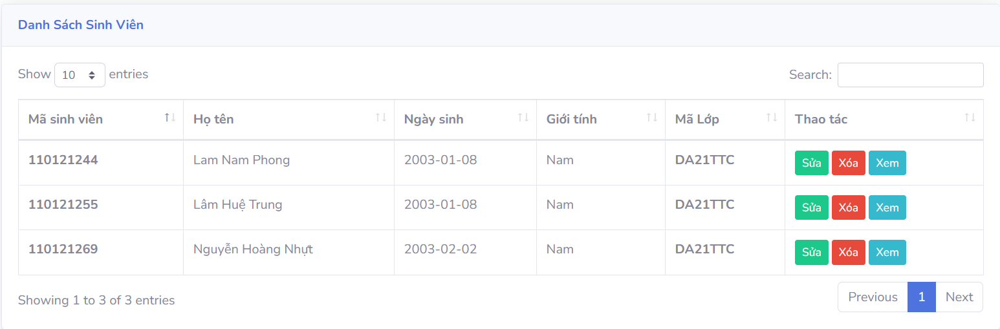 Danh Sách Sinh Viên
Show 10 entries Search:
Mã sinh viên Họ tên Ngày sinh Giới tính Mã Lớp Thao tác
110121244 Lam Nam Phong 2003-01-08 Nam DA21TTC Sửa Xóa Xem
110121255 Lâm Huệ Trung 2003-01-08 Nam DA21TTC Sửa Xóa Xem
110121269 Nguyễn Hoàng Nhựt 2003-02-02 Nam DA21TTC Sửa Xóa Xem
Showing 1 to 3 of 3 entries Previous 1 Next